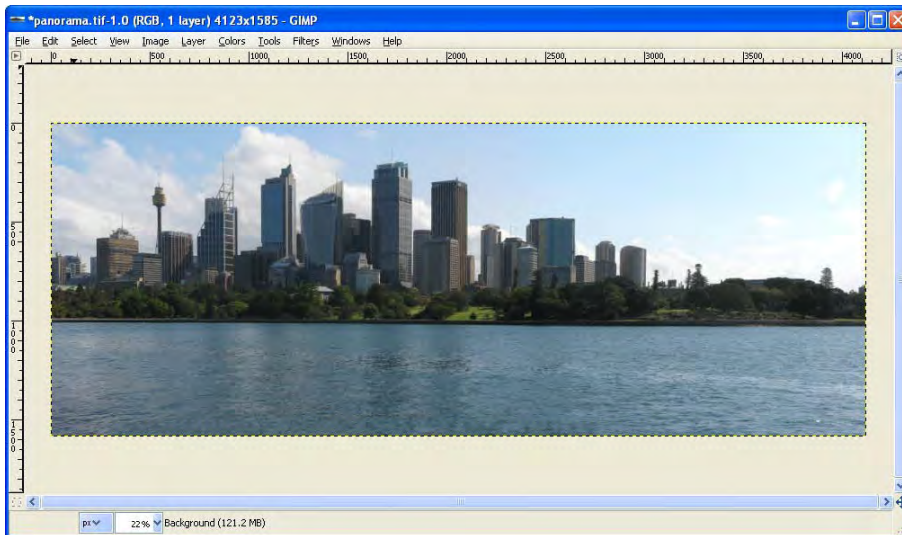 *panorama.tif-1.0 (RGB, 1 layer) 4123x1585 - GIMP
File Edit Select View Image Layer Colors Tools Filters Windows Help
0 500 1000 1500 2000 2500 3000 3500 4000
0
500
1000
1500
px 22% Background (121.2 MB)